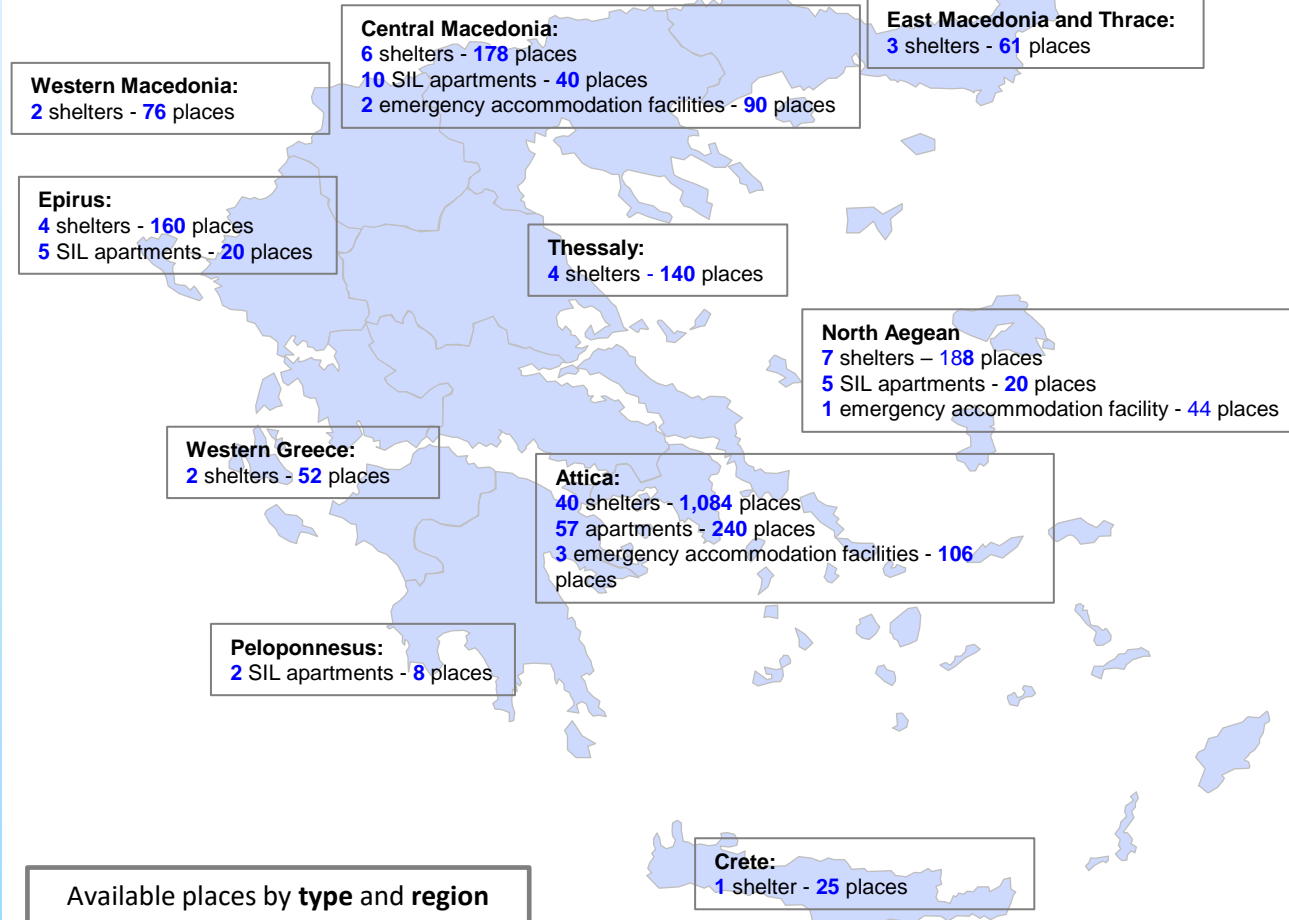 Central Macedonia:
6 shelters - 178 places
10 SIL apartments - 40 places
2 emergency accommodation facilities - 90 places
East Macedonia and Thrace:
3 shelters - 61 places
Western Macedonia:
2 shelters - 76 places
Epirus:
4 shelters - 160 places
5 SIL apartments - 20 places
Thessaly:
4 shelters - 140 places
North Aegean
7 shelters – 188 places
5 SIL apartments - 20 places
1 emergency accommodation facility - 44 places
Western Greece:
2 shelters - 52 places
Attica:
40 shelters - 1,084 places
57 apartments - 240 places
3 emergency accommodation facilities - 106
places
Peloponnesus:
2 SIL apartments - 8 places
Crete:
1 shelter - 25 places
Available places by type and region